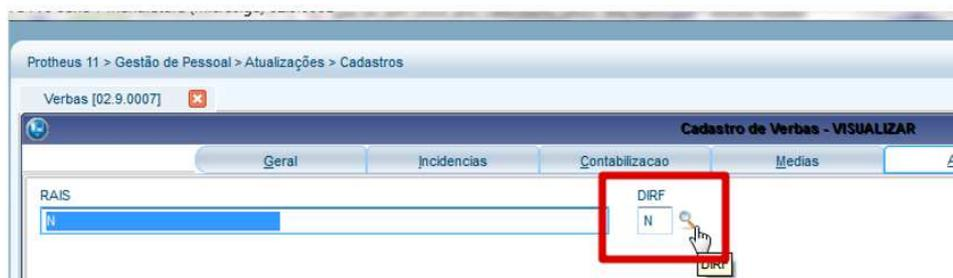 Protheus 11 > Gestão de Pessoal > Atualizações > Cadastros
Verbas [02.9.0007]
Cadastro de Verbas - VISUALIZAR
Geral Incidencias Contabilizacao Medias A
RAIS DIRF
N N
DIRF